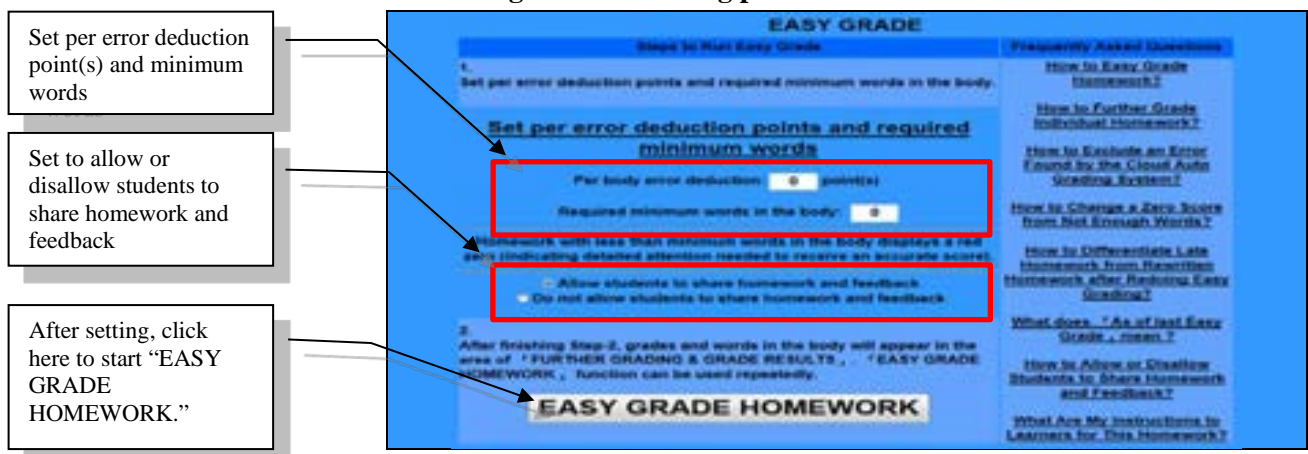 Set per error deduction
point(s) and minimum
words
Set to allow or
disallow students to
share homework and
feedback
After setting, click
here to start “EASY
GRADE
HOMEWORK.”
EASY GRADE
Steps to Run Easy Grade
1.
Set per error deduction points and required minimum words in the body.
Set per error deduction points and required
minimum words
Per body error deduction: 0 point(s)
Required minimum words in the body: 0
Homework with less than minimum words in the body displays a red
zero (indicating detailed attention needed to receive an accurate score).
Allow students to share homework and feedback
Do not allow students to share homework and feedback
2.
After finishing Step-2, grades and words in the body will appear in the
area of 「FURTHER GRADING & GRADE RESULTS」. 「EASY GRADE
HOMEWORK」 function can be used repeatedly.
EASY GRADE HOMEWORK
Frequently Asked Questions
How to Easy Grade
Homework?
How to Further Grade
Individual Homework?
How to Exclude an Error
Found by the Cloud Auto
Grading System?
How to Change a Zero Score
from Not Enough Words?
How to Differentiate Late
Homework from Rewritten
Homework after Redoing Easy
Grading?
What does 「As of last Easy
Grade」 mean ?
How to Allow or Disallow
Students to Share Homework
and Feedback?
What Are My Instructions to
Learners for This Homework?